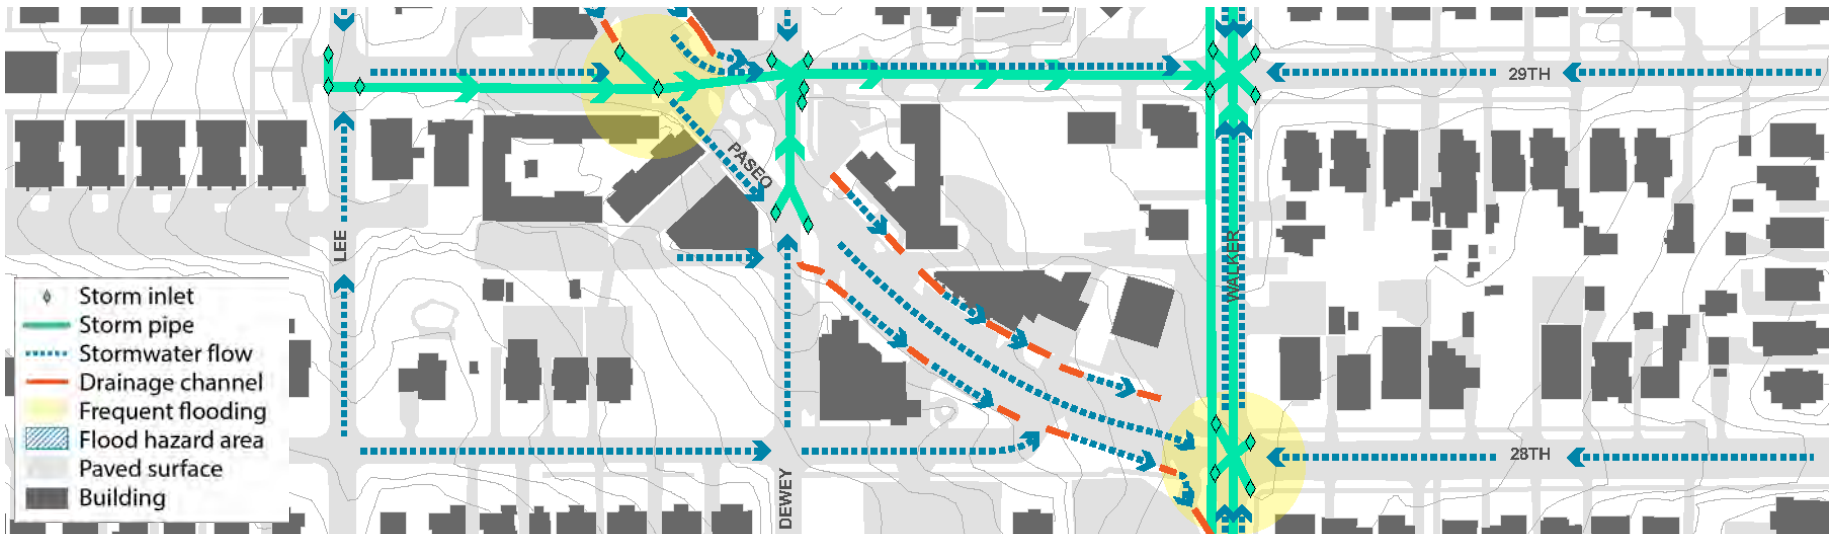 29TH
PASEO
LEE
WALKER
Storm inlet
Storm pipe
Stormwater flow
Drainage channel
Frequent flooding
Flood hazard area
Paved surface
Building
28TH
DEWEY